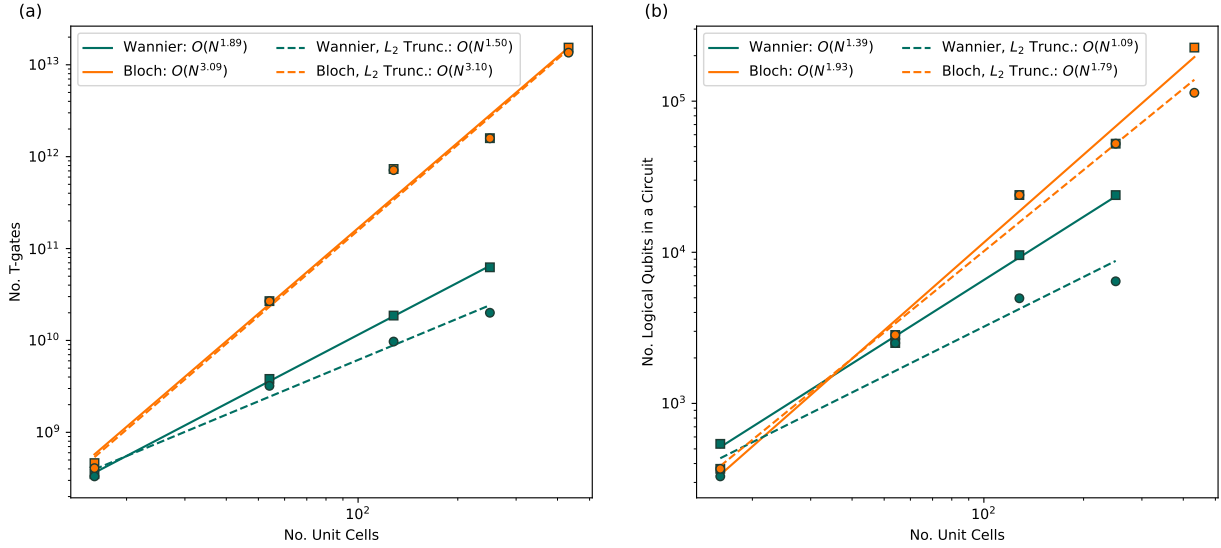 (a)
Wannier: O(N^1.89)
Bloch: O(N^3.09)
Wannier, L₂ Trunc.: O(N^1.50)
Bloch, L₂ Trunc.: O(N^3.10)
No. T-gates
10^13
10^12
10^11
10^10
10^9
10^2
No. Unit Cells
(b)
Wannier: O(N^1.39)
Bloch: O(N^1.93)
Wannier, L₂ Trunc.: O(N^1.09)
Bloch, L₂ Trunc.: O(N^1.79)
No. Logical Qubits in a Circuit
10^5
10^4
10^3
10^2
No. Unit Cells